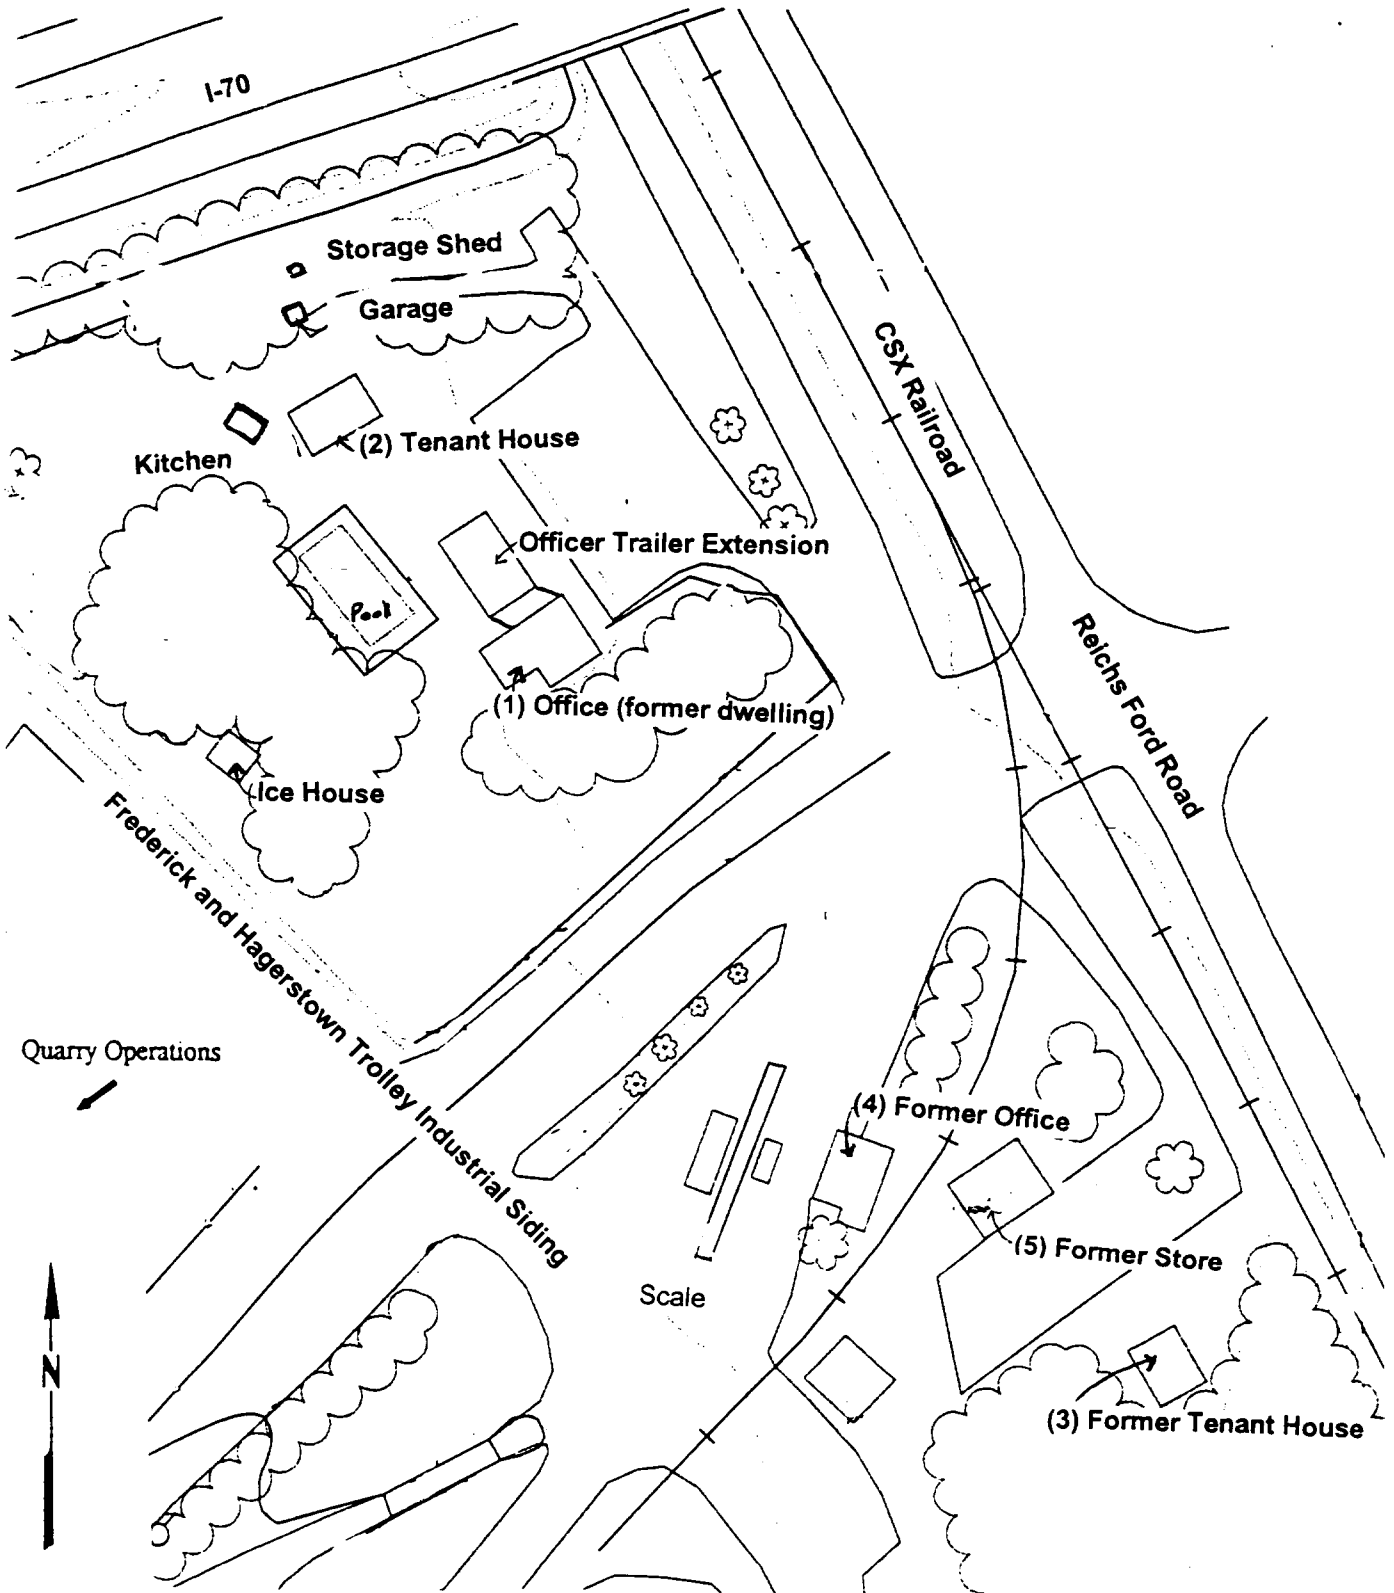 I-70
Storage Shed
Garage
CSX Railroad
(2) Tenant House
Kitchen
Officer Trailer Extension
Pool
Reichs Ford Road
(1) Office (former dwelling)
Ice House
Frederick and Hagerstown Trolley Industrial Siding
Quarry Operations
(4) Former Office
(5) Former Store
Scale
N
(3) Former Tenant House